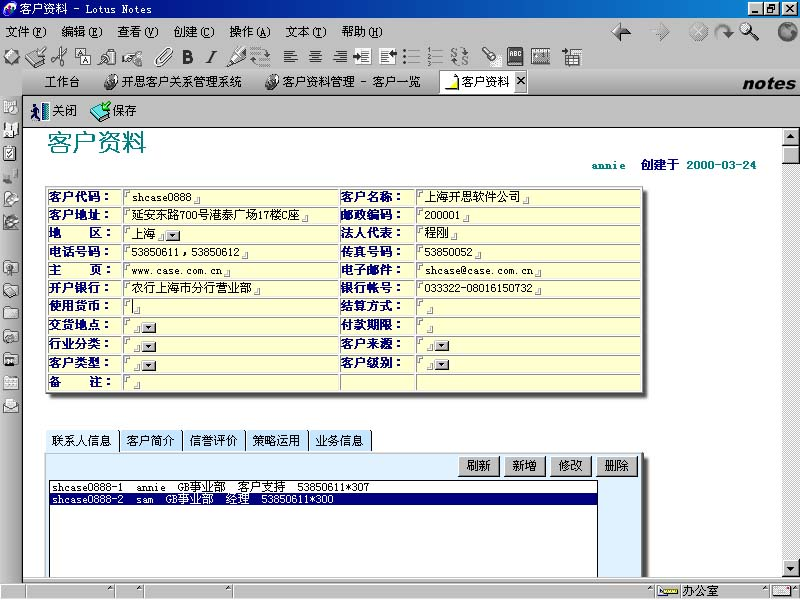 客户资料 - Lotus Notes
文件(F) 编辑(E) 查看(V) 创建(C) 操作(A) 文本(T) 帮助(H)
工作台 开思客户关系管理系统 客户资料管理 - 客户一览 客户资料 notes
关闭 保存
客户资料
annie 创建于 2000-03-24
客户代码： shcase0888 客户名称： 上海开思软件公司
客户地址： 延安东路700号港泰广场17楼C座 邮政编码： 200001
地 区： 上海 法人代表： 程刚
电话号码： 53850611，53850612 传真号码： 53850052
主 页： www.case.com.cn 电子邮件： shcase@case.com.cn
开户银行： 农行上海市分行营业部 银行帐号： 033322-08016150732
使用货币： 结算方式：
交货地点： 付款期限：
行业分类： 客户来源：
客户类型： 客户级别：
备 注：
联系人信息 客户简介 信誉评价 策略运用 业务信息
刷新 新增 修改 删除
shcase0888-1 annie GB事业部 客户支持 53850611*307
shcase0888-2 sam GB事业部 经理 53850611*300
办公室